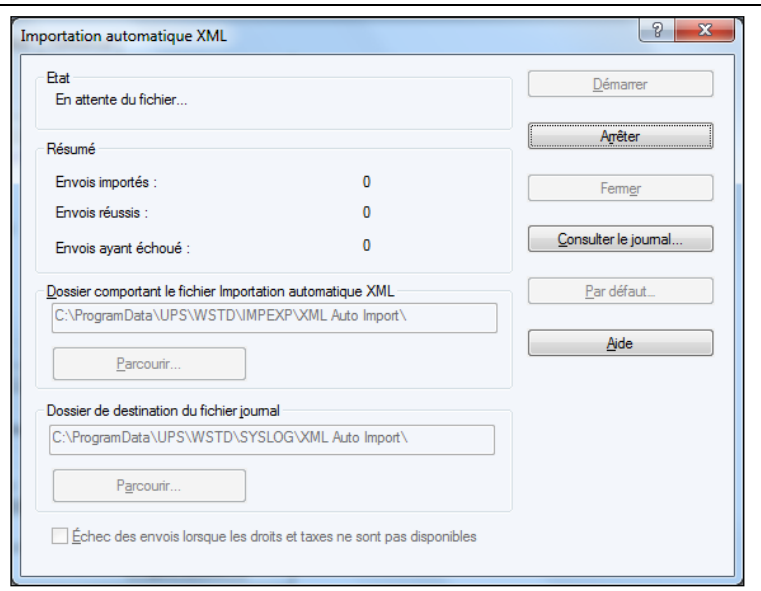 Importation automatique XML
Etat
En attente du fichier...
Démarrer
Arrêter
Résumé
Envois importés : 0
Fermer
Envois réussis : 0
Consulter le journal...
Envois ayant échoué : 0
Dossier comportant le fichier Importation automatique XML
Par défaut...
C:\ProgramData\UPS\WSTD\IMPEXP\XML Auto Import\
Aide
Parcourir...
Dossier de destination du fichier journal
C:\ProgramData\UPS\WSTD\SYSLOG\XML Auto Import\
Parcourir...
Échec des envois lorsque les droits et taxes ne sont pas disponibles